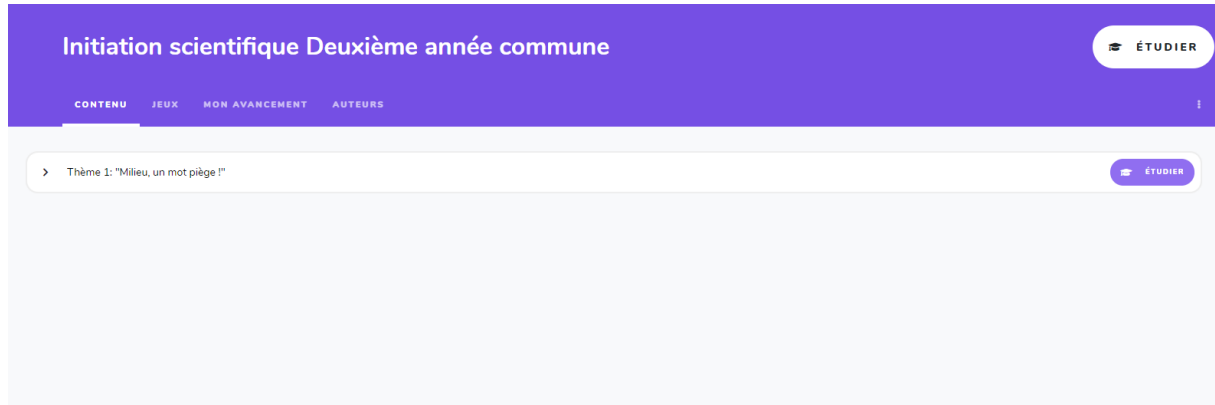 Initiation scientifique Deuxième année commune
ÉTUDIER
CONTENU JEUX MON AVANCEMENT AUTEURS
Thème 1: "Milieu, un mot piège !"
ÉTUDIER